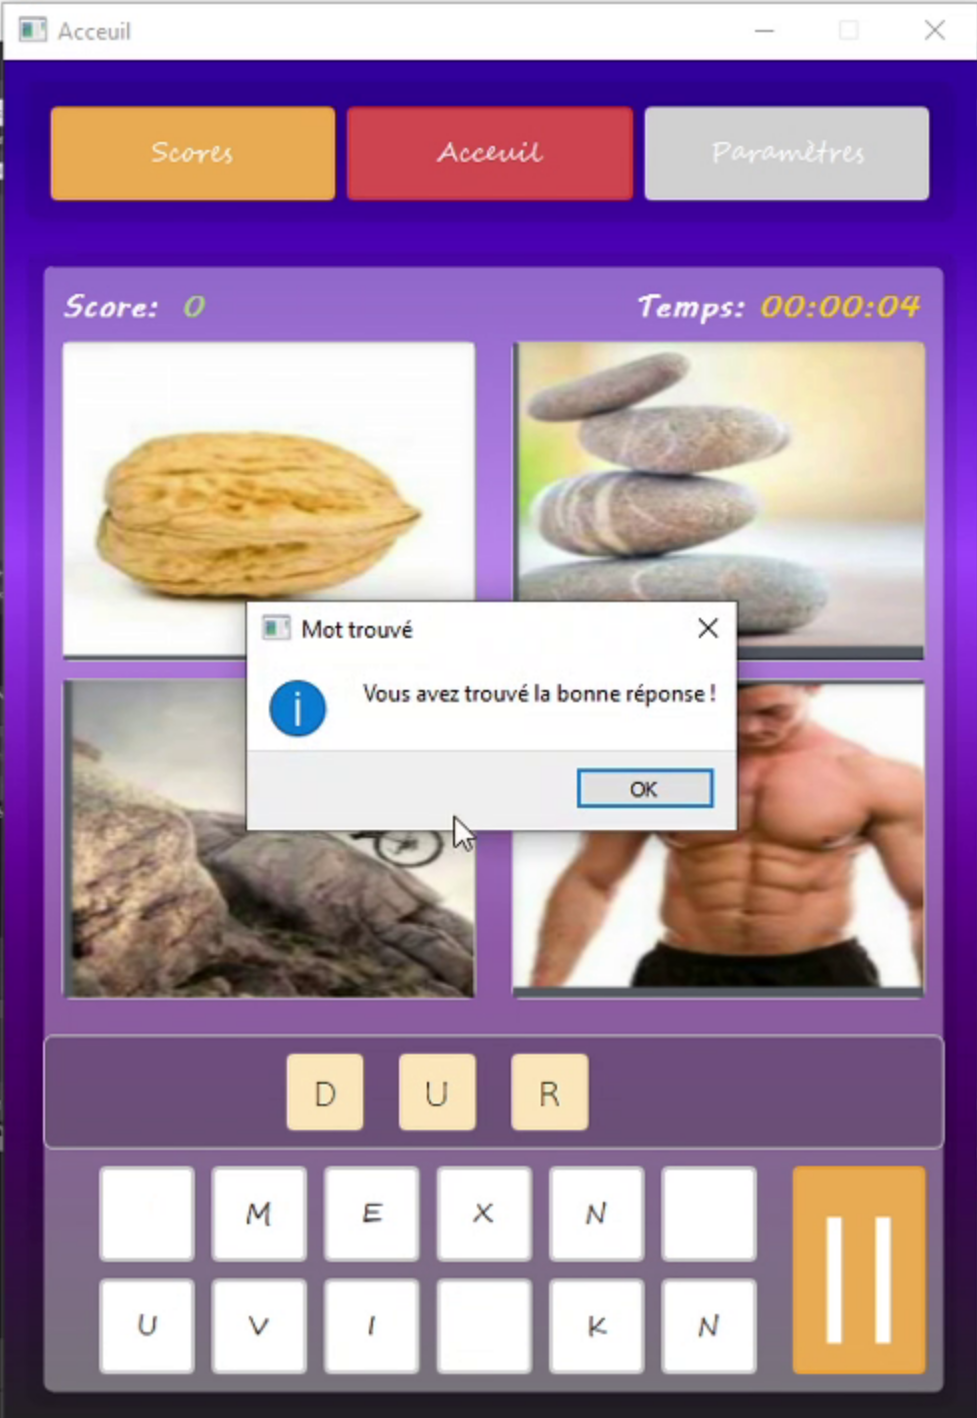 Acceuil
Scores Acceuil Paramètres
Score: 0 Temps: 00:00:04
Mot trouvé
Vous avez trouvé la bonne réponse !
OK
D U R
M E X N
U V I K N